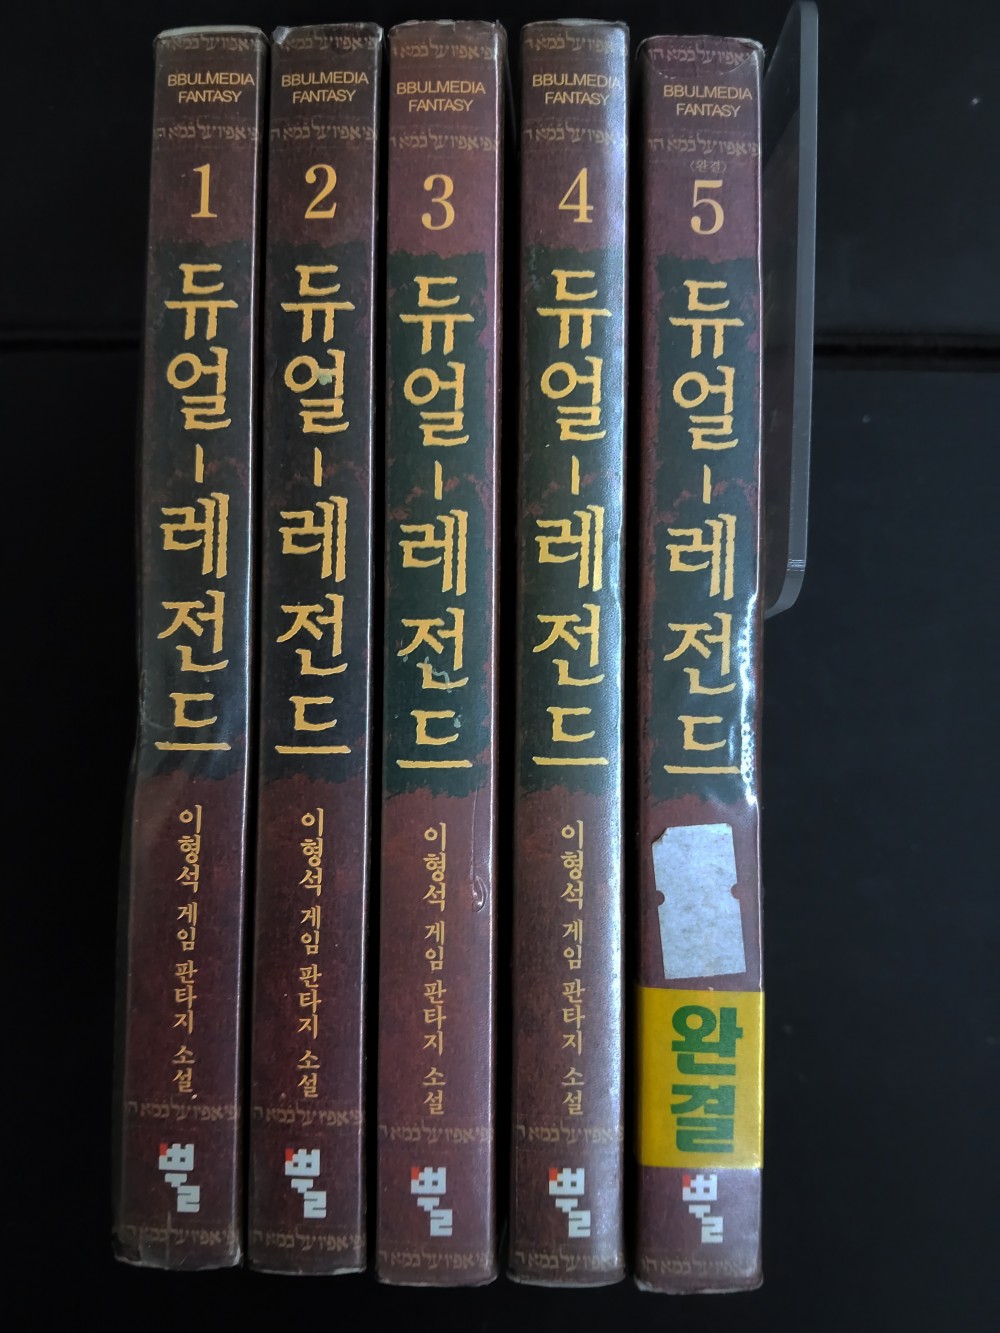 BBULMEDIA
FANTASY
1
듀얼-레전드
이형석 게임 판타지 소설
뿔
BBULMEDIA
FANTASY
2
듀얼-레전드
이형석 게임 판타지 소설
뿔
BBULMEDIA
FANTASY
3
듀얼-레전드
이형석 게임 판타지 소설
뿔
BBULMEDIA
FANTASY
4
듀얼-레전드
이형석 게임 판타지 소설
뿔
BBULMEDIA
FANTASY
<완결>
5
듀얼-레전드
완결
뿔